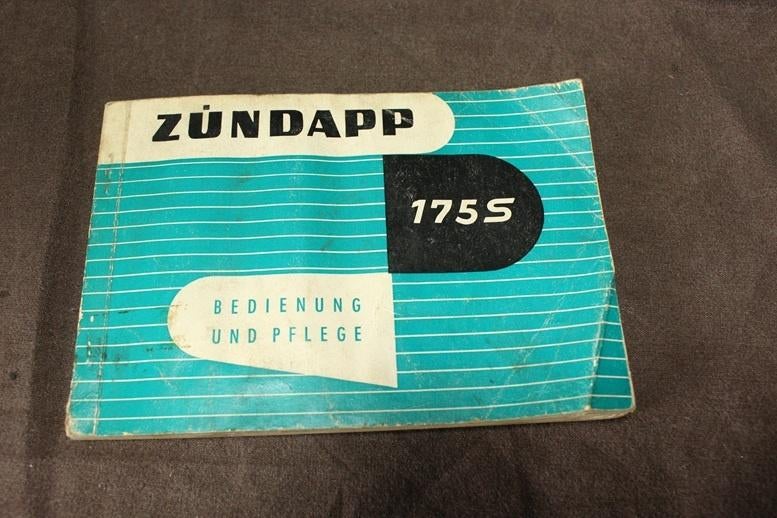 ZÜNDAPP
175S
BEDIENUNG
UND PFLEGE